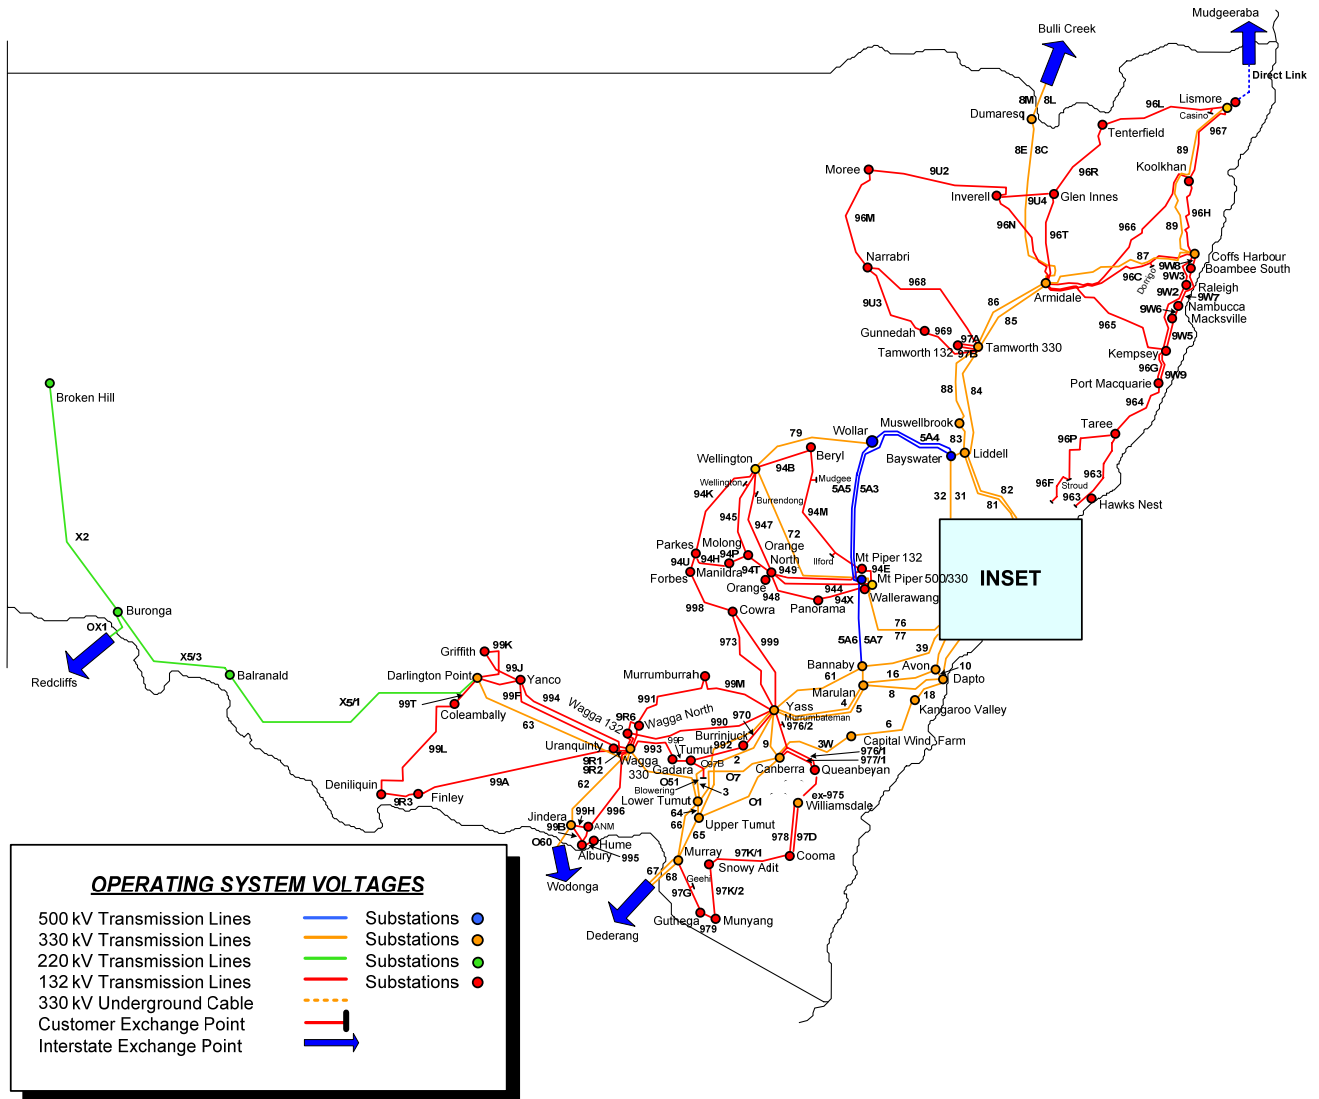 Mudgeeraba
Bulli Creek
Direct Link
8M
8L
Dumaresq
96L
Lismore
Casino
967
Tenterfield
8E
8C
89
Koolkhan
Moree
9U2
96R
Inverell
9U4
Glen Innes
96M
96N
96T
966
96H
89
Narrabri
87
Coffs Harbour
9W8
Boambee South
96C
Dorrigo
9W3
Raleigh
968
Armidale
9W2
9W7
9U3
86
9W6
Nambucca
Macksville
85
965
Gunnedah
969
97A
9W5
Tamworth 132
97B
Tamworth 330
Kempsey
96G
9W9
Port Macquarie
88
84
964
Broken Hill
Muswellbrook
Taree
79
Wollar
5A4
83
96P
Beryl
Bayswater
Liddell
Wellington
94B
963
Wellington
Mudgee
96F
Stroud
94K
Burrendong
5A5
5A3
32
31
82
81
963
Hawks Nest
945
947
94M
72
X2
Parkes
Molong
94P
Orange
North
Ilford
Mt Piper 132
94U
94H
94T
949
94E
Mt Piper 500/330
INSET
Forbes
Manildra
Orange
944
Wallerawang
948
94X
Panorama
Buronga
998
Cowra
OX1
76
77
973
999
5A6
5A7
39
Griffith
99K
X5/3
Redcliffs
Balranald
Darlington Point
99J
Yanco
Murrumburrah
99M
Bannaby
61
Avon
10
16
Dapto
X5/1
99T
99F
994
991
Marulan
8
18
Coleambally
Wagga 132
9R6
Wagga North
970
Yass
4
5
Kangaroo Valley
Murrumbateman
63
990
976/2
6
Burrinjuck
99L
Uranquinty
993
99P
Tumut
992
9
3W
Capital Wind Farm
9R1
Wagga
976/1
9R2
330
Gadara
2
Canberra
977/1
Queanbeyan
Deniliquin
99A
62
O51
O7
Blowering
3
9R3
Finley
Lower Tumut
O1
ex-975
Williamsdale
99H
996
64
Jindera
66
Upper Tumut
99B
ANM
65
978
97D
O60
Hume
Albury
995
Murray
97K/1
Cooma
Snowy Adit
67
68
Geehi
Wodonga
97G
97K/2
Guthega
Munyang
979
Dederang
OPERATING SYSTEM VOLTAGES
500 kV Transmission Lines Substations
330 kV Transmission Lines Substations
220 kV Transmission Lines Substations
132 kV Transmission Lines Substations
330 kV Underground Cable
Customer Exchange Point
Interstate Exchange Point